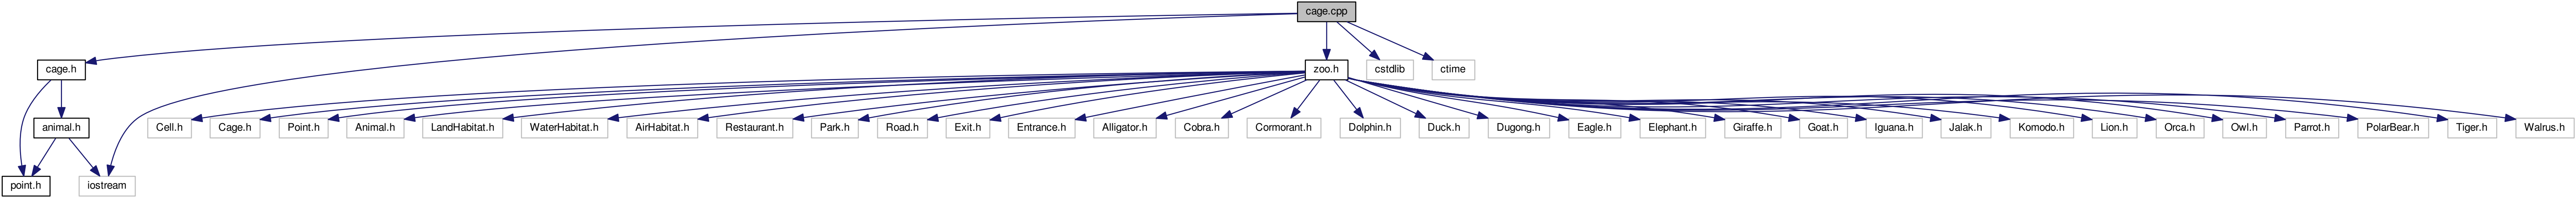 cage.cpp
cage.h
zoo.h
cstdlib
ctime
animal.h
Cell.h
Cage.h
Point.h
Animal.h
LandHabitat.h
WaterHabitat.h
AirHabitat.h
Restaurant.h
Park.h
Road.h
Exit.h
Entrance.h
Alligator.h
Cobra.h
Cormorant.h
Dolphin.h
Duck.h
Dugong.h
Eagle.h
Elephant.h
Giraffe.h
Goat.h
Iguana.h
Jalak.h
Komodo.h
Lion.h
Orca.h
Owl.h
Parrot.h
PolarBear.h
Tiger.h
Walrus.h
point.h
iostream